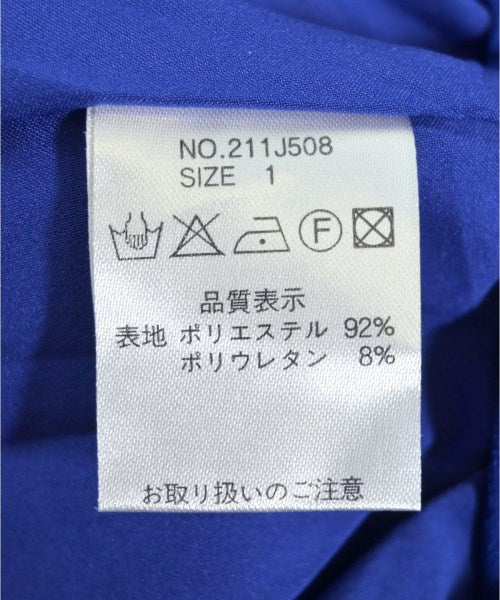 NO.211J508
SIZE 1
F
品質表示
表地 ポリエステル 92%
ポリウレタン 8%
お取り扱いのご注意